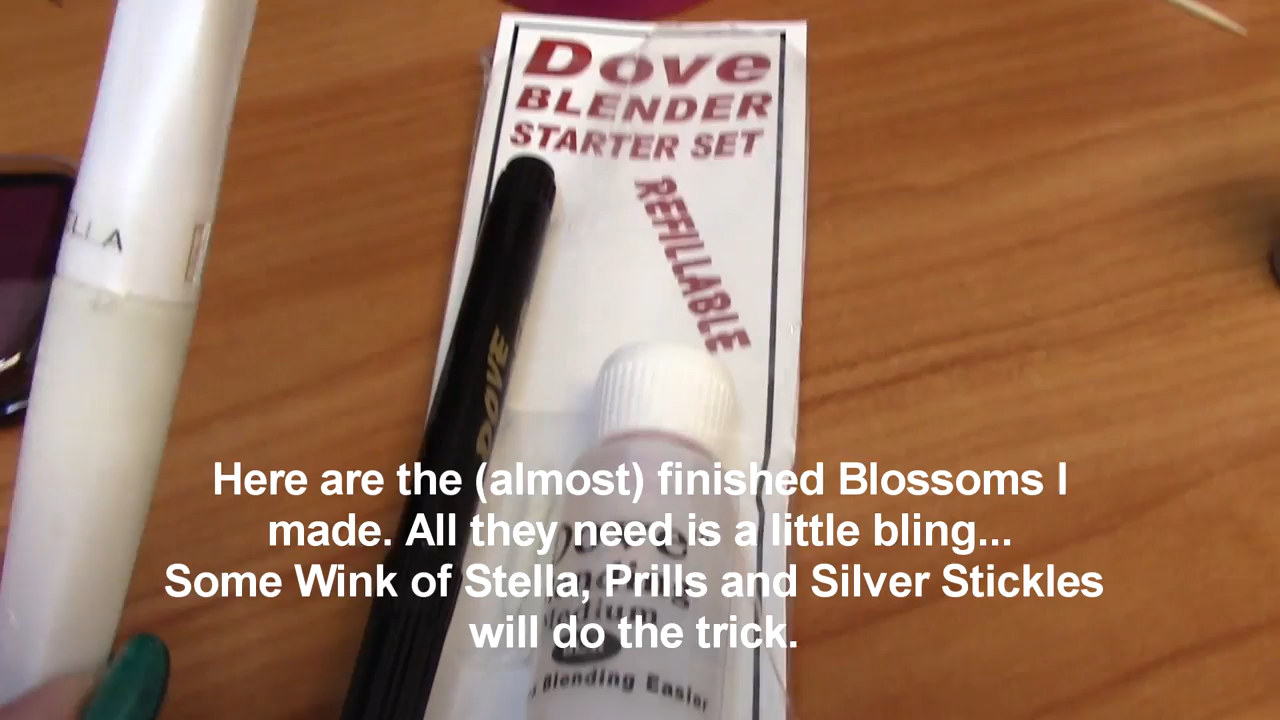 Dove
BLENDER
STARTER SET
REFILLABLE
DOVE
Here are the (almost) finished Blossoms I
made. All they need is a little bling...
Some Wink of Stella, Prills and Silver Stickles
will do the trick.
Blending Easier